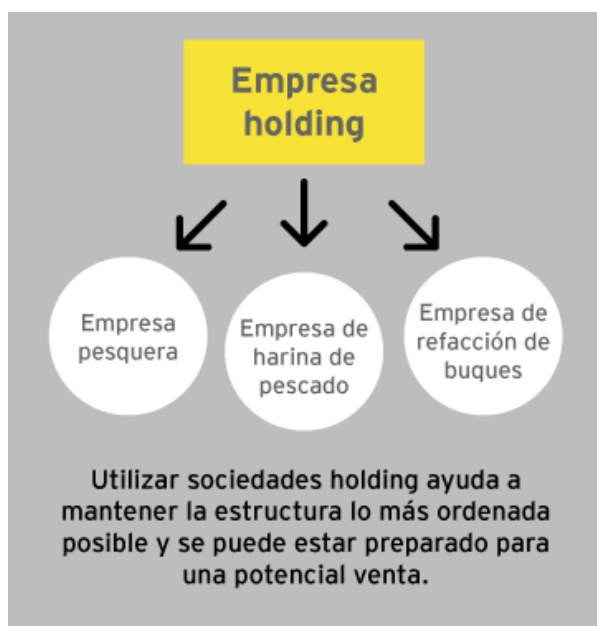 Empresa
holding
Empresa
pesquera
Empresa de
harina de
pescado
Empresa de
refacción de
buques
Utilizar sociedades holding ayuda a
mantener la estructura lo más ordenada
posible y se puede estar preparado para
una potencial venta.